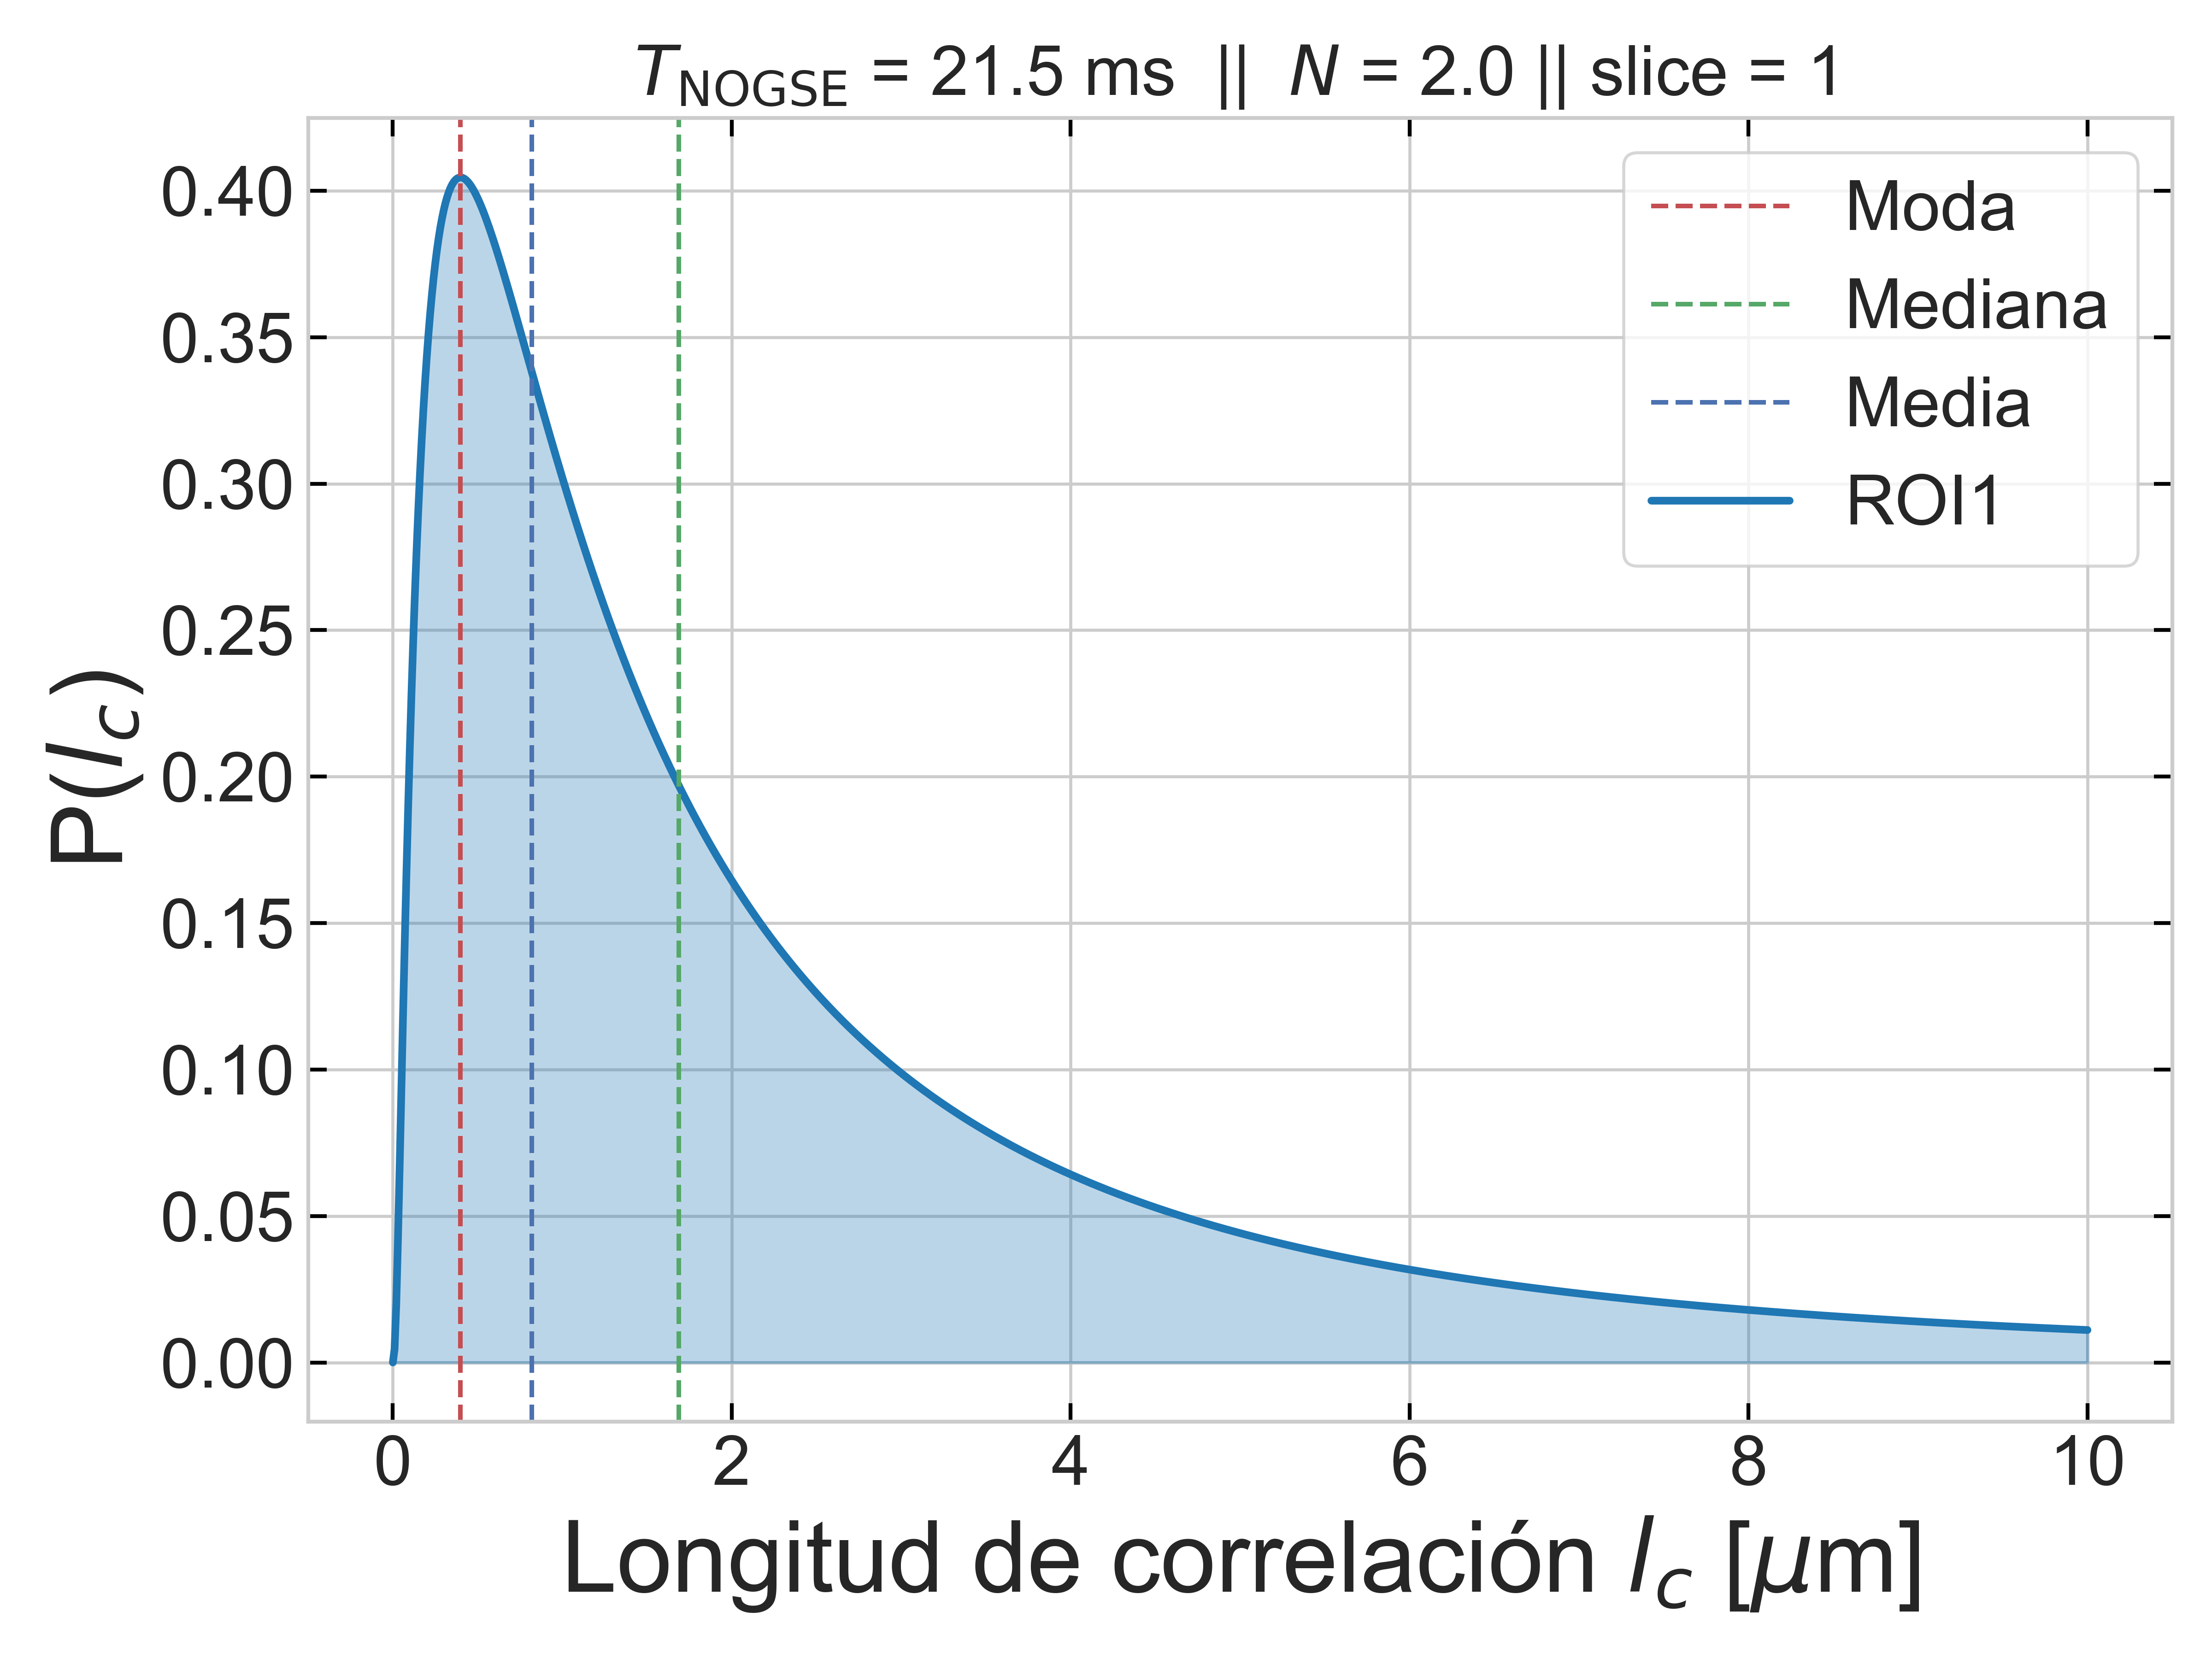 T_NOGSE = 21.5 ms || N = 2.0 || slice = 1
Moda
Mediana
Media
ROI1
P(l_c)
0.40
0.35
0.30
0.25
0.20
0.15
0.10
0.05
0.00
0 2 4 6 8 10
Longitud de correlación l_c [μm]